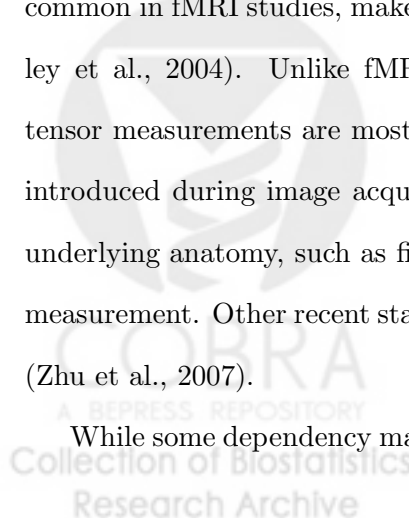 common in fMRI studies, make
ley et al., 2004). Unlike fMR
tensor measurements are most
introduced during image acqu
underlying anatomy, such as fi
measurement. Other recent sta
COBRA
(Zhu et al., 2007).
A BEPRESS REPOSITORY
While some dependency ma
Collection of Biostatistics
Research Archive